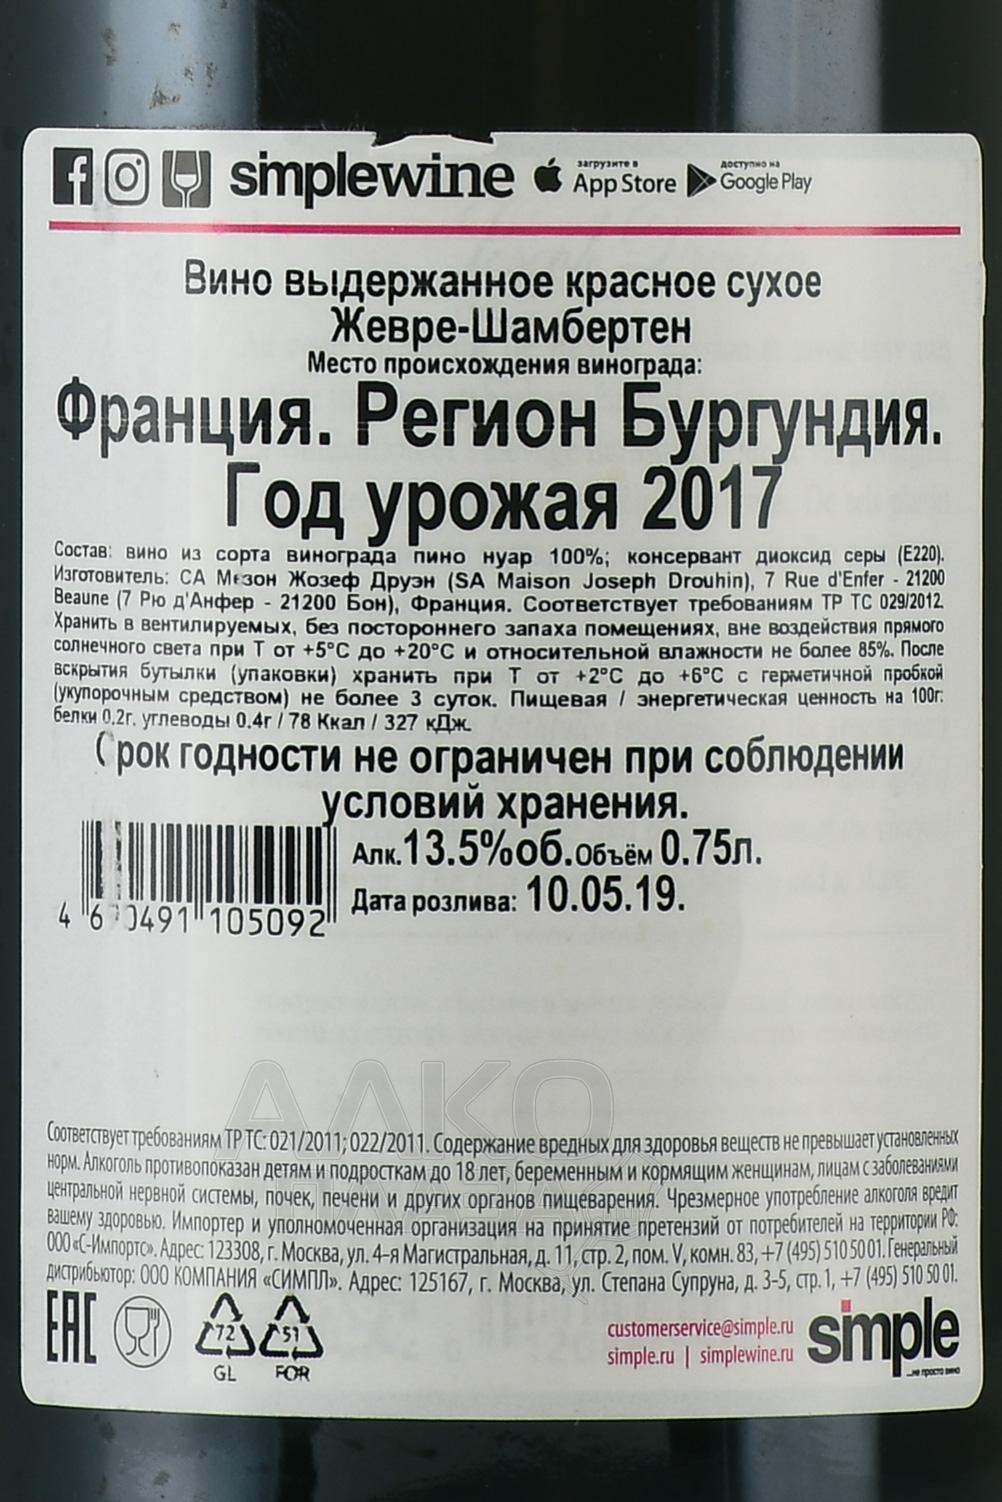 simplewine загрузите в App Store доступно на Google Play
Вино выдержанное красное сухое
Жевре-Шамбертен
Место происхождения винограда:
Франция. Регион Бургундия.
Год урожая 2017
Состав: вино из сорта винограда пино нуар 100%; консервант диоксид серы (E220).
Изготовитель: СА Мезон Жозеф Друэн (SA Maison Joseph Drouhin), 7 Rue d'Enfer - 21200
Beaune (7 Рю д'Анфер - 21200 Бон), Франция. Соответствует требованиям ТР ТС 029/2012.
Хранить в вентилируемых, без постороннего запаха помещениях, вне воздействия прямого
солнечного света при Т от +5°С до +20°С и относительной влажности не более 85%. После
вскрытия бутылки (упаковки) хранить при Т от +2°С до +6°С с герметичной пробкой
(укупорочным средством) не более 3 суток. Пищевая / энергетическая ценность на 100г:
белки 0.2г. углеводы 0.4г / 78 Ккал / 327 кДж.
Срок годности не ограничен при соблюдении
условий хранения.
Алк.13.5%об.Объём 0.75л.
Дата розлива: 10.05.19.
4 6 0491 105092
АЛКО
Соответствует требованиям ТР ТС: 021/2011; 022/2011. Содержание вредных для здоровья веществ не превышает установленных
норм. Алкоголь противопоказан детям и подросткам до 18 лет, беременным и кормящим женщинам, лицам с заболеваниями
центральной нервной системы, почек, печени и других органов пищеварения. Чрезмерное употребление алкоголя вредит
вашему здоровью. Импортер и уполномоченная организация на принятие претензий от потребителей на территории РФ:
ООО «С-Импортс». Адрес: 123308, г. Москва, ул. 4-я Магистральная, д. 11, стр. 2, пом. V, комн. 83, +7 (495) 510 50 01. Генеральный
дистрибьютор: ООО КОМПАНИЯ «СИМПЛ». Адрес: 125167, г. Москва, ул. Степана Супруна, д. 3-5, стр. 1, +7 (495) 510 50 01.
EAC 72 GL 51 FOR
customerservice@simple.ru
simple.ru | simplewine.ru
simple
...не просто вино